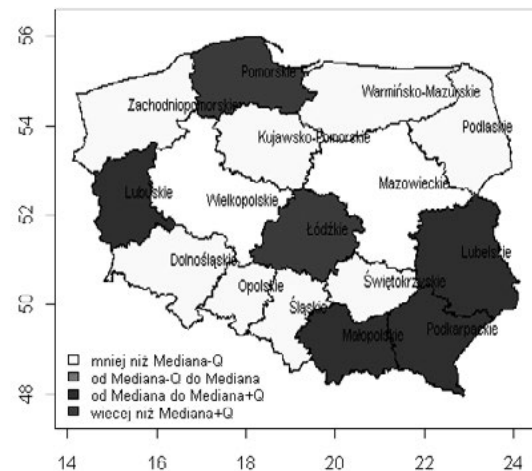 56
Pomorskie
Warmińsko-Mazurskie
Zachodniopomorskie
54
Kujawsko-Pomorskie
Podlaskie
Mazowieckie
Lubuskie
Wielkopolskie
52
Łódźkie
Lubelskie
Dolnośląskie
Świętokrzyskie
Opolskie
50
Śląskie
Małopolskie
Podkarpackie
mniej niż Mediana-Q
od Mediana-Q do Mediana
od Mediana do Mediana+Q
więcej niż Mediana+Q
48
14 16 18 20 22 24